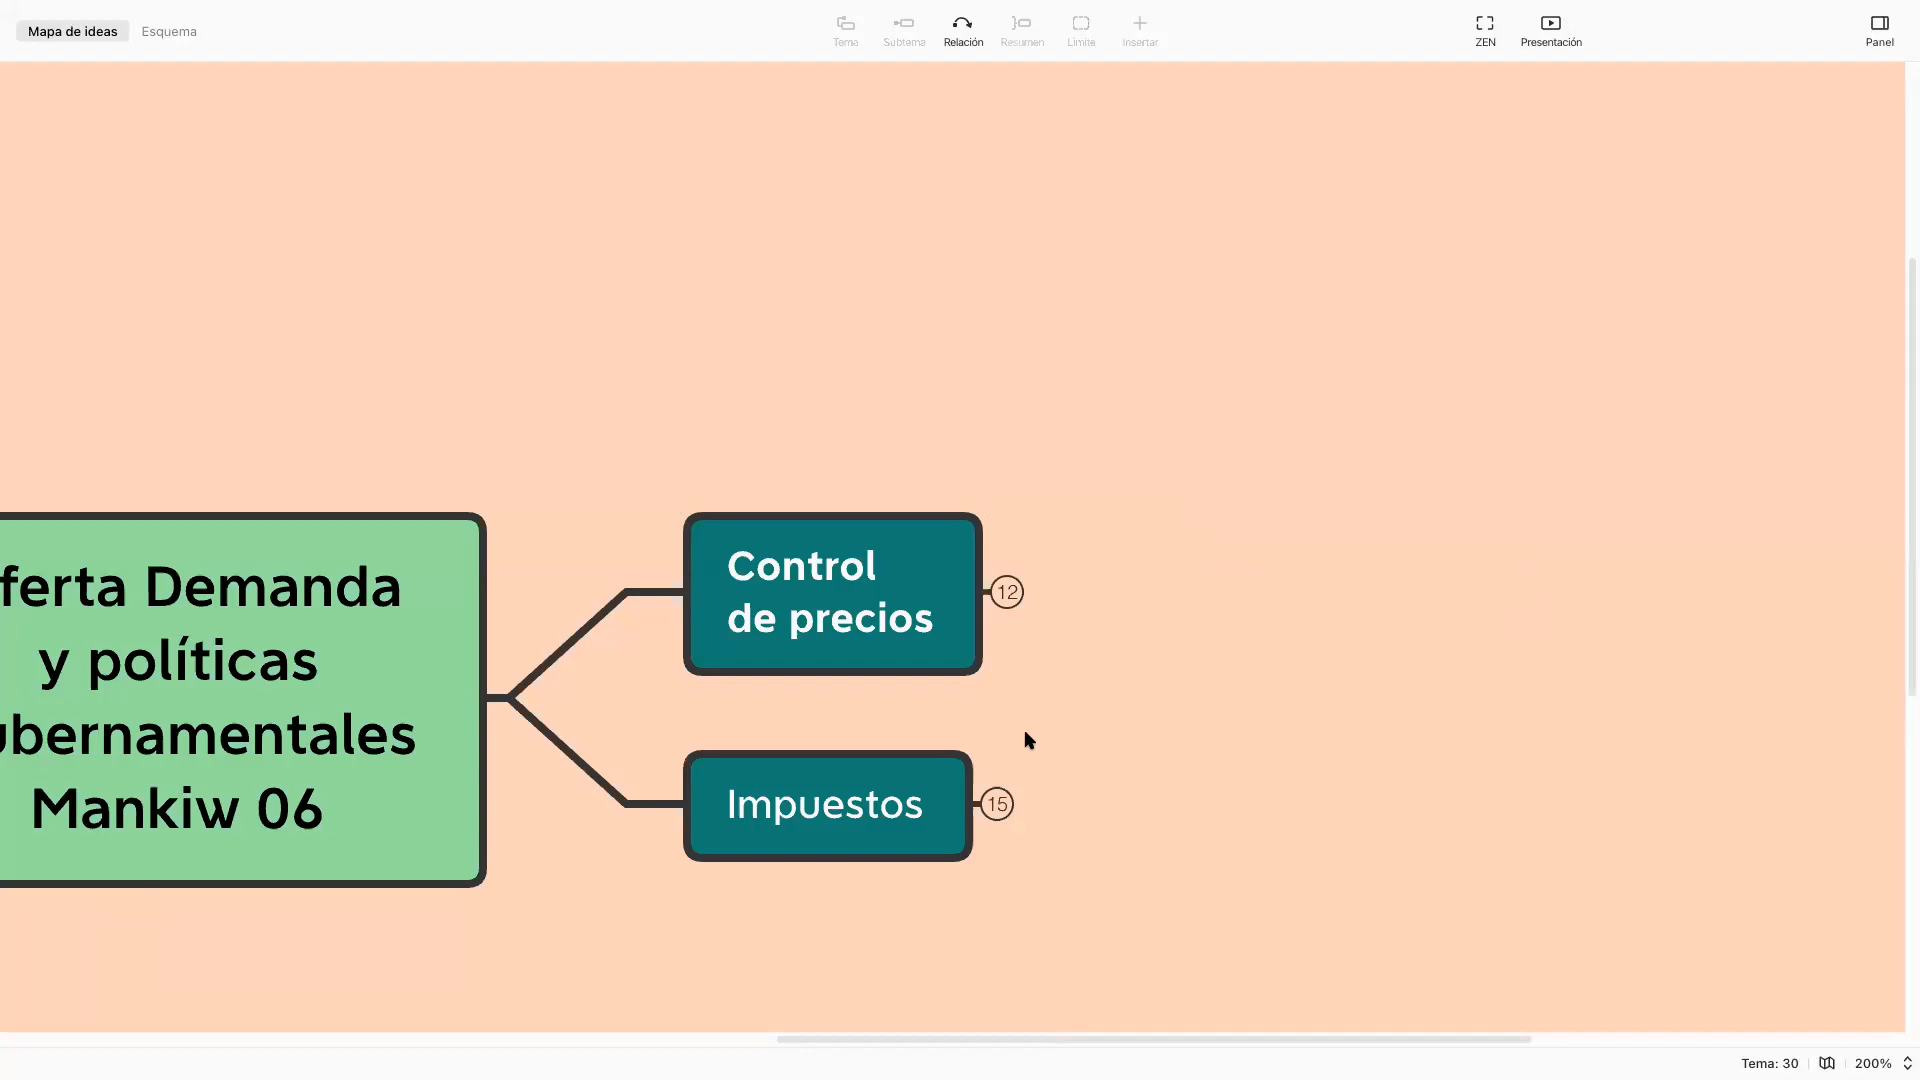 Mapa de ideas
Esquema
Tema
Subtema
Relación
Resumen
Límite
Insertar
ZEN
Presentación
Panel
ferta Demanda
y políticas
ubernamentales
Mankiw 06
Control
de precios
12
Impuestos
15
Tema: 30
200%